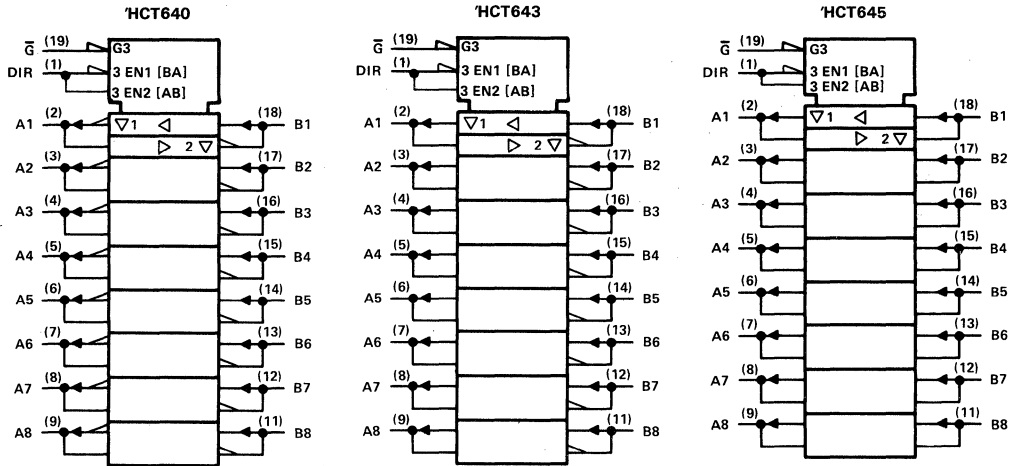 'HCT640
G̅ (19) G3
DIR (1) 3 EN1 [BA]
3 EN2 [AB]
A1 (2) ▽ 1 ◁ (18) B1
▷ 2 ▽
A2 (3) (17) B2
A3 (4) (16) B3
A4 (5) (15) B4
A5 (6) (14) B5
A6 (7) (13) B6
A7 (8) (12) B7
A8 (9) (11) B8
'HCT643
G̅ (19) G3
DIR (1) 3 EN1 [BA]
3 EN2 [AB]
A1 (2) ▽ 1 ◁ (18) B1
▷ 2 ▽
A2 (3) (17) B2
A3 (4) (16) B3
A4 (5) (15) B4
A5 (6) (14) B5
A6 (7) (13) B6
A7 (8) (12) B7
A8 (9) (11) B8
'HCT645
G̅ (19) G3
DIR (1) 3 EN1 [BA]
3 EN2 [AB]
A1 (2) ▽ 1 ◁ (18) B1
▷ 2 ▽
A2 (3) (17) B2
A3 (4) (16) B3
A4 (5) (15) B4
A5 (6) (14) B5
A6 (7) (13) B6
A7 (8) (12) B7
A8 (9) (11) B8